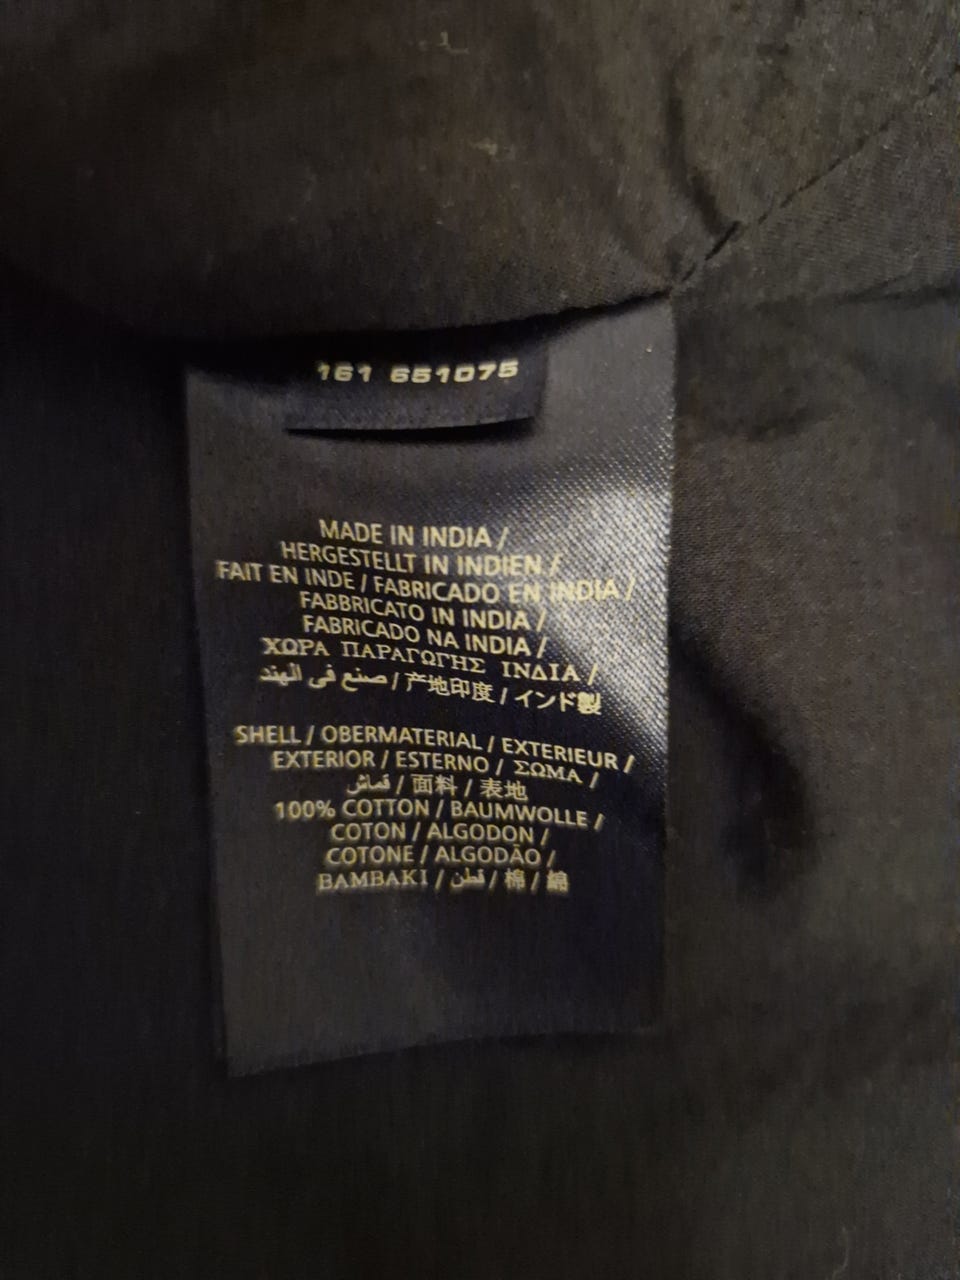 161 651075
MADE IN INDIA /
HERGESTELLT IN INDIEN /
FAIT EN INDE / FABRICADO EN INDIA /
FABBRICATO IN INDIA /
FABRICADO NA INDIA /
ΧΩΡΑ ΠΑΡΑΓΩΓΗΣ ΙΝΔΙΑ /
صنع في الهند / 产地印度 / インド製
SHELL / OBERMATERIAL / EXTERIEUR /
EXTERIOR / ESTERNO / ΣΩΜΑ /
قماش / 面料 / 表地
100% COTTON / BAUMWOLLE /
COTON / ALGODON /
COTONE / ALGODÃO /
ΒΑΜΒΑΚΙ / قطن / 棉 / 綿